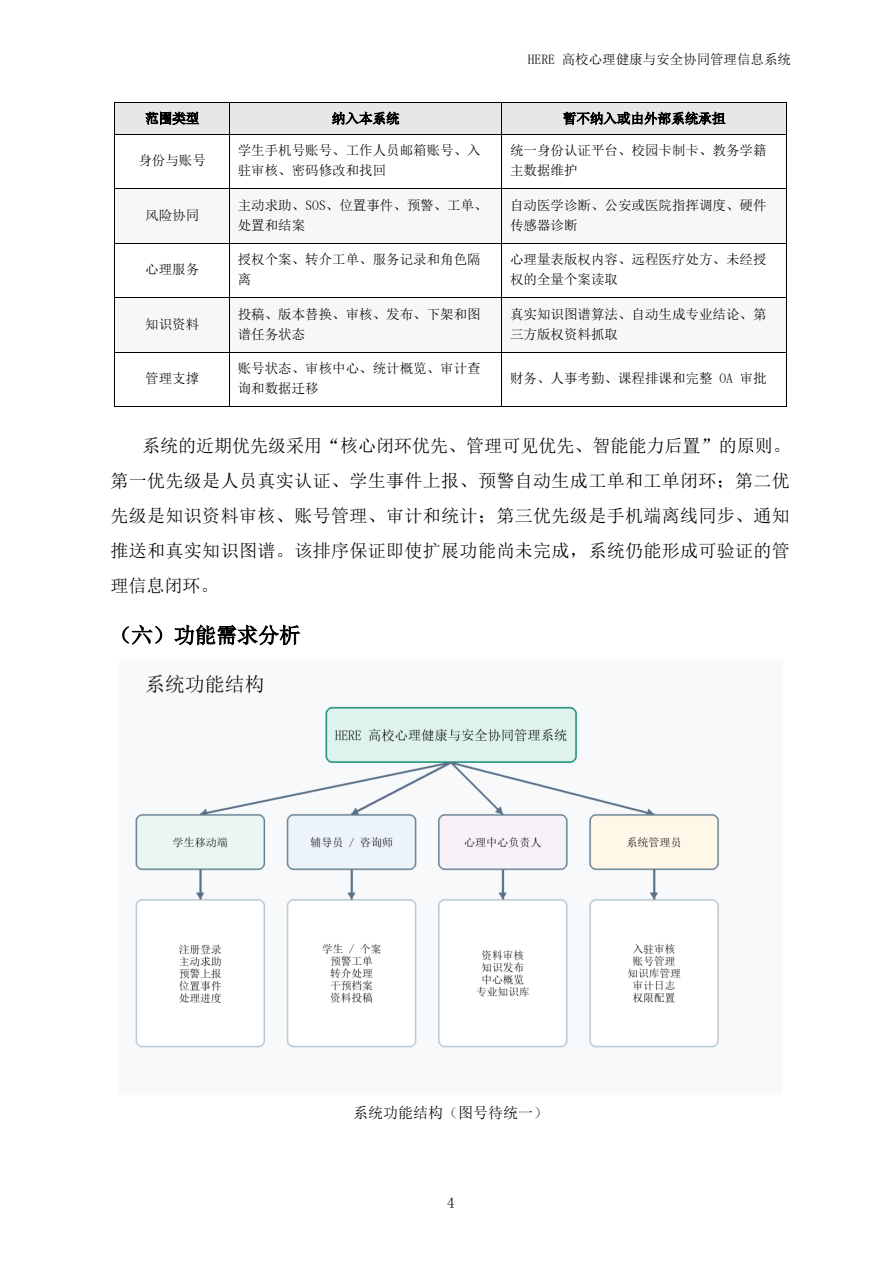 HERE 高校心理健康与安全协同管理信息系统
范围类型 纳入本系统 暂不纳入或由外部系统承担
身份与账号 学生手机号账号、工作人员邮箱账号、入驻审核、密码修改和找回 统一身份认证平台、校园卡制卡、教务学籍主数据维护
风险协同 主动求助、SOS、位置事件、预警、工单、处置和结案 自动医学诊断、公安或医院指挥调度、硬件传感器诊断
心理服务 授权个案、转介工单、服务记录和角色隔离 心理量表版权内容、远程医疗处方、未经授权的全量个案读取
知识资料 投稿、版本替换、审核、发布、下架和图谱任务状态 真实知识图谱算法、自动生成专业结论、第三方版权资料抓取
管理支撑 账号状态、审核中心、统计概览、审计查询和数据迁移 财务、人事考勤、课程排课和完整 OA 审批
系统的近期优先级采用“核心闭环优先、管理可见优先、智能能力后置”的原则。
第一优先级是人员真实认证、学生事件上报、预警自动生成工单和工单闭环；第二优
先级是知识资料审核、账号管理、审计和统计；第三优先级是手机端离线同步、通知
推送和真实知识图谱。该排序保证即使扩展功能尚未完成，系统仍能形成可验证的管
理信息闭环。
（六）功能需求分析
系统功能结构
HERE 高校心理健康与安全协同管理系统
学生移动端
辅导员 / 咨询师
心理中心负责人
系统管理员
注册登录
主动求助
预警上报
位置事件
处理进度
学生 / 个案
预警工单
转介处理
干预档案
资料投稿
资料审核
知识发布
中心概览
专业知识库
入驻审核
账号管理
知识库管理
审计日志
权限配置
系统功能结构（图号待统一）
4